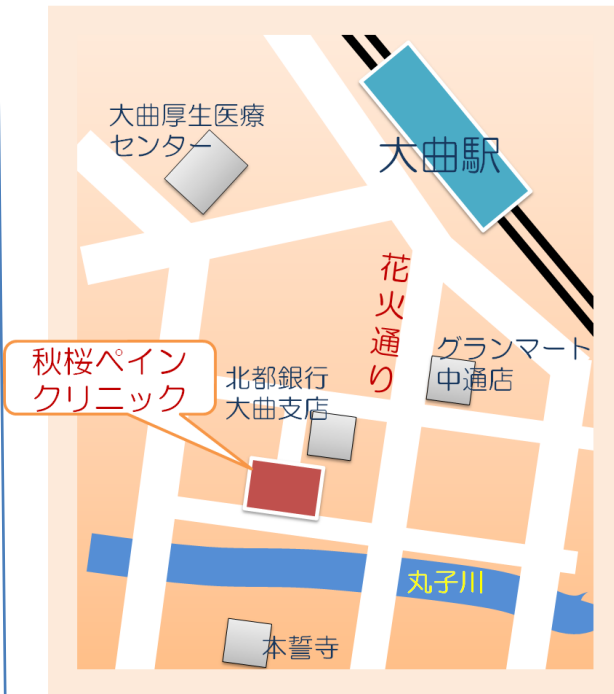 大曲厚生医療
センター
大曲駅
花火通り
グランマート
中通店
秋桜ペイン
クリニック
北都銀行
大曲支店
丸子川
本誓寺